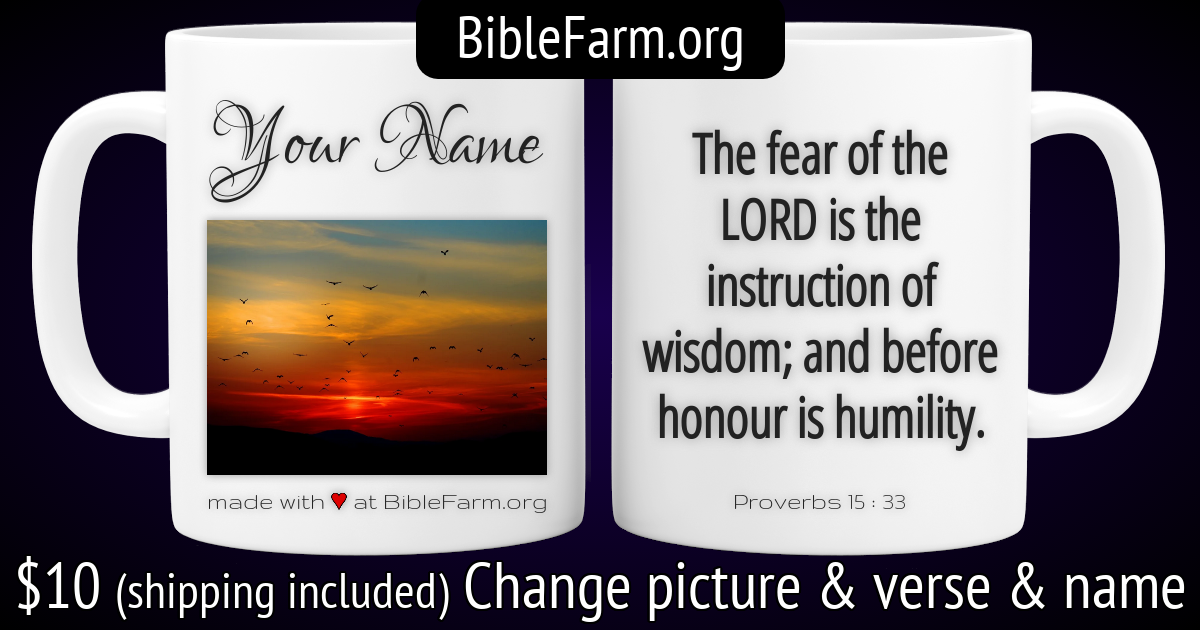 BibleFarm.org
Your Name
made with ♥ at BibleFarm.org
The fear of the
LORD is the
instruction of
wisdom; and before
honour is humility.
Proverbs 15 : 33
$10 (shipping included) Change picture & verse & name